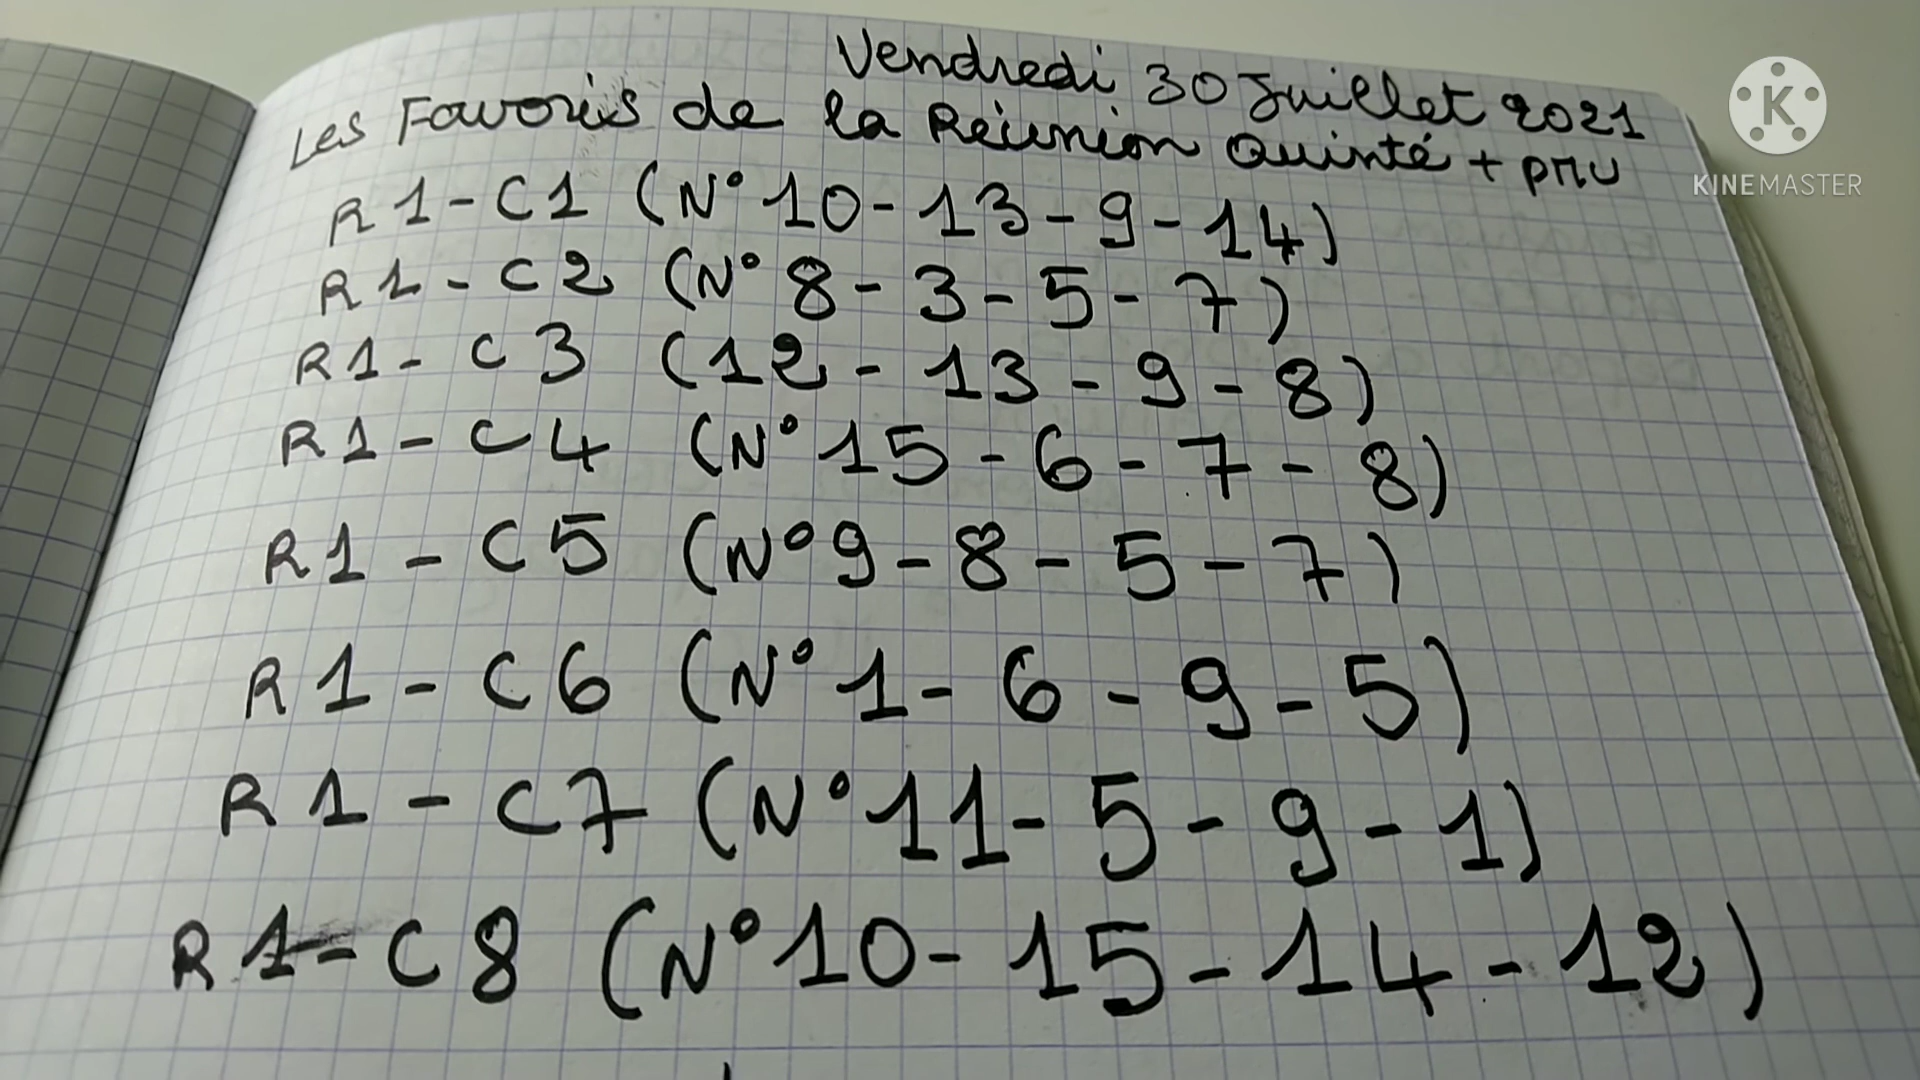 Vendredi 30 Juillet 2021
Les Favoris de la Réunion Quinté + PMU
R1-C1 (N°10-13-9-14)
R1-C2 (N°8-3-5-7)
R1-C3 (12-13-9-8)
R1-C4 (N°15-6-7-8)
R1-C5 (N°9-8-5-7)
R1-C6 (N°1-6-9-5)
R1-C7 (N°11-5-9-1)
R1-C8 (N°10-15-14-12)
K
KINEMASTER